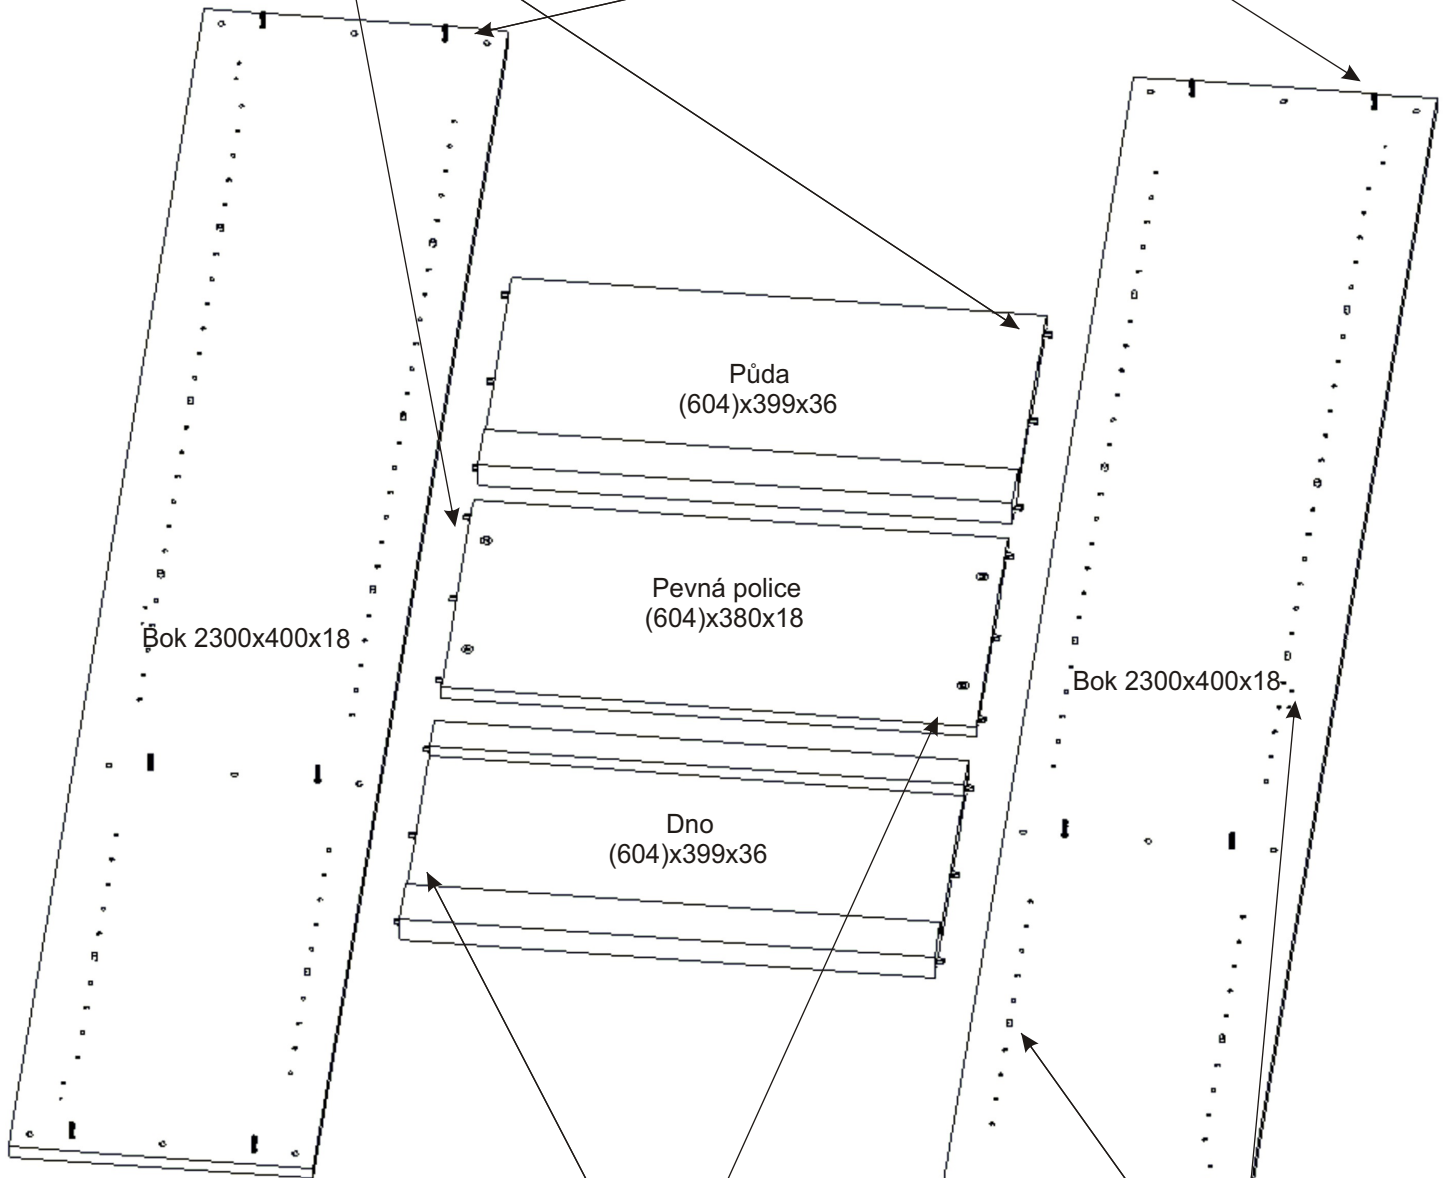 Půda
(604)x399x36
Pevná police
(604)x380x18
Bok 2300x400x18
Bok 2300x400x18
Dno
(604)x399x36